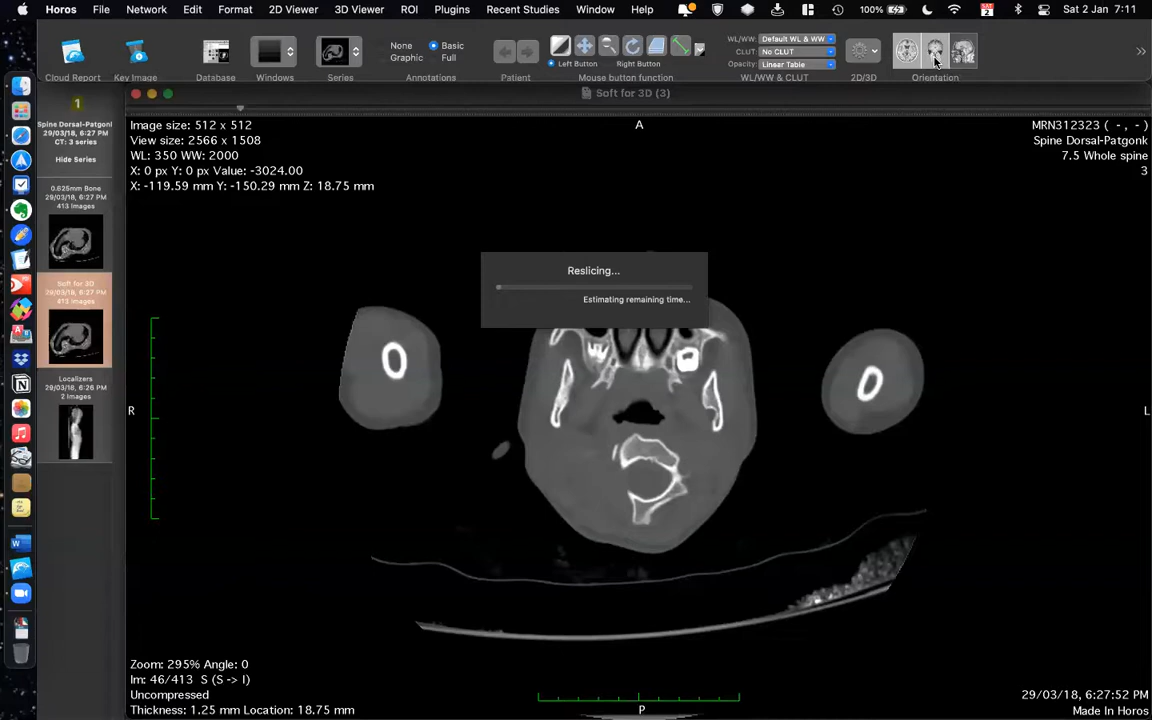 Horos File Network Edit Format 2D Viewer 3D Viewer ROI Plugins Recent Studies Window Help 100% 2 Sat 2 Jan 7:11
Cloud Report
Key Image
Database
Windows
Series
None
Graphic
Basic
Full
Annotations
Patient
Left Button
Right Button
Mouse button function
WL/WW: Default WL & WW
CLUT: No CLUT
Opacity: Linear Table
WL/WW & CLUT
2D/3D
Orientation
Soft for 3D (3)
1
Spine Dorsal-Patgonl
29/03/18, 6:27 PM
CT: 3 series
Hide Series
0.625mm Bone
29/03/18, 6:27 PM
413 Images
Soft for 3D
29/03/18, 6:27 PM
413 Images
Localizers
29/03/18, 6:26 PM
2 Images
Image size: 512 x 512
View size: 2566 x 1508
WL: 350 WW: 2000
X: 0 px Y: 0 px Value: -3024.00
X: -119.59 mm Y: -150.29 mm Z: 18.75 mm
A
MRN312323 ( - , - )
Spine Dorsal-Patgonk
7.5 Whole spine
3
Reslicing...
Estimating remaining time...
R
L
Zoom: 295% Angle: 0
Im: 46/413 S (S -> I)
Uncompressed
Thickness: 1.25 mm Location: 18.75 mm
P
29/03/18, 6:27:52 PM
Made In Horos